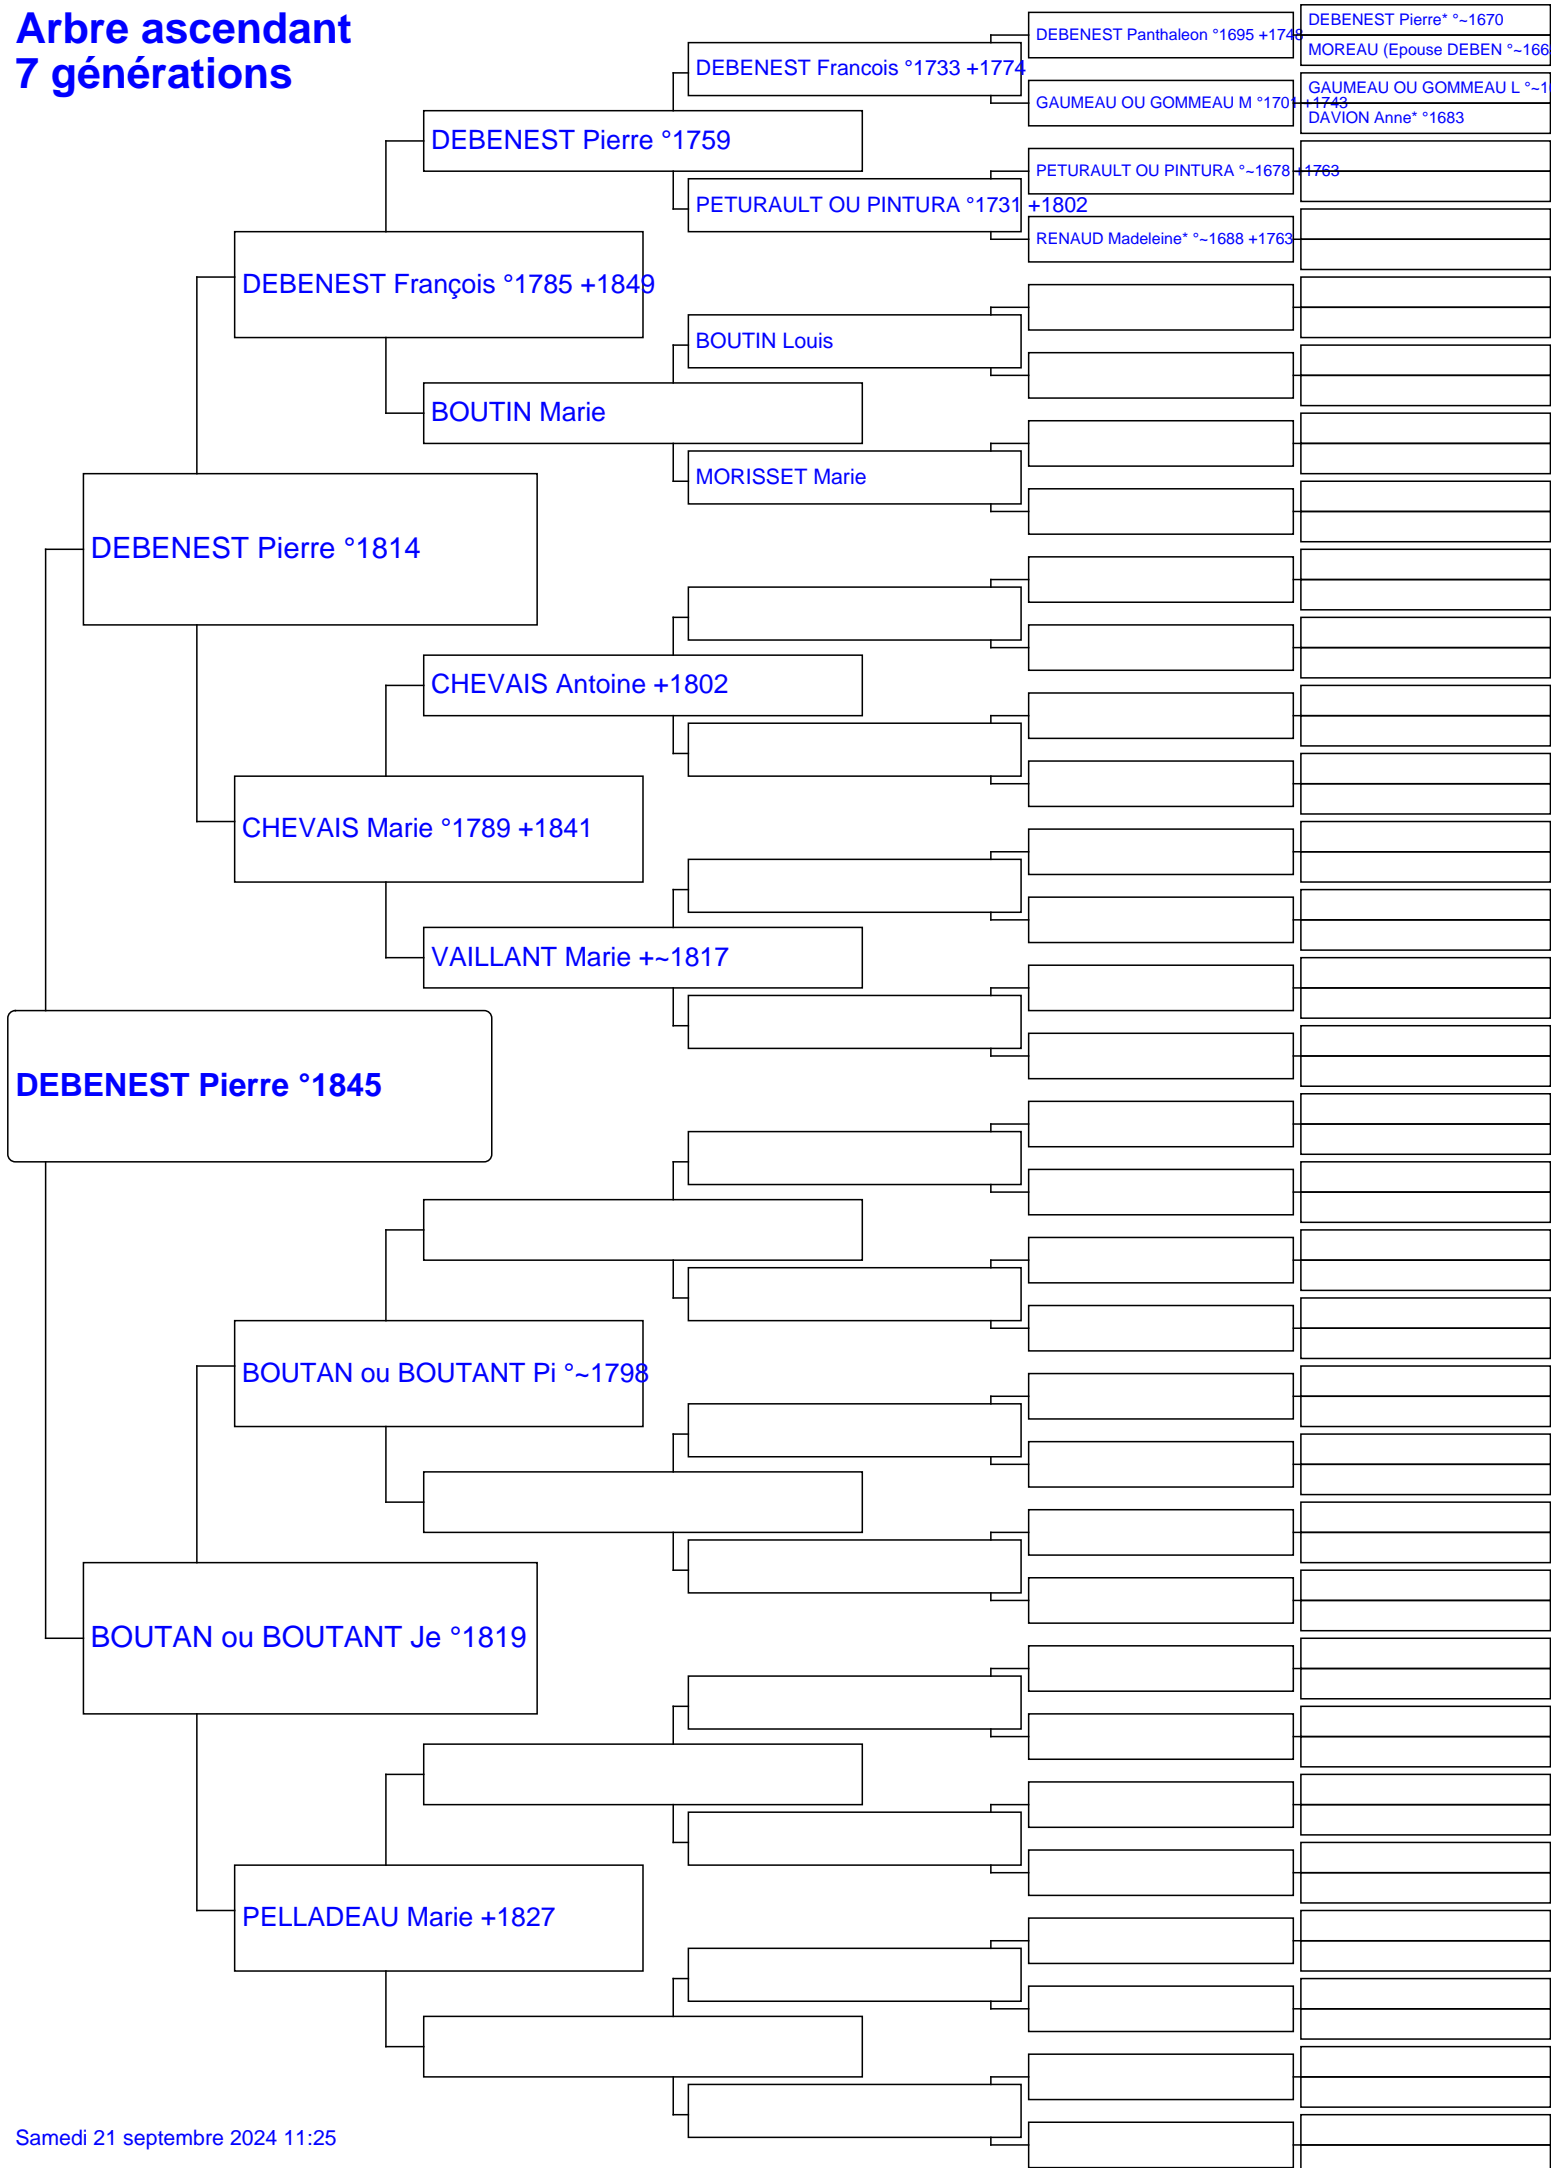 Arbre ascendant
7 générations
DEBENEST Pierre* °~1670
DEBENEST Panthaleon °1695 +1748
MOREAU (Epouse DEBEN °~166
DEBENEST Francois °1733 +1774
GAUMEAU OU GOMMEAU L °~1
GAUMEAU OU GOMMEAU M °1701 +1743
DAVION Anne* °1683
DEBENEST Pierre °1759
PETURAULT OU PINTURA °~1678 +1763
PETURAULT OU PINTURA °1731 +1802
RENAUD Madeleine* °~1688 +1763
DEBENEST François °1785 +1849
BOUTIN Louis
BOUTIN Marie
MORISSET Marie
DEBENEST Pierre °1814
CHEVAIS Antoine +1802
CHEVAIS Marie °1789 +1841
VAILLANT Marie +~1817
DEBENEST Pierre °1845
BOUTAN ou BOUTANT Pi °~1798
BOUTAN ou BOUTANT Je °1819
PELLADEAU Marie +1827
Samedi 21 septembre 2024 11:25